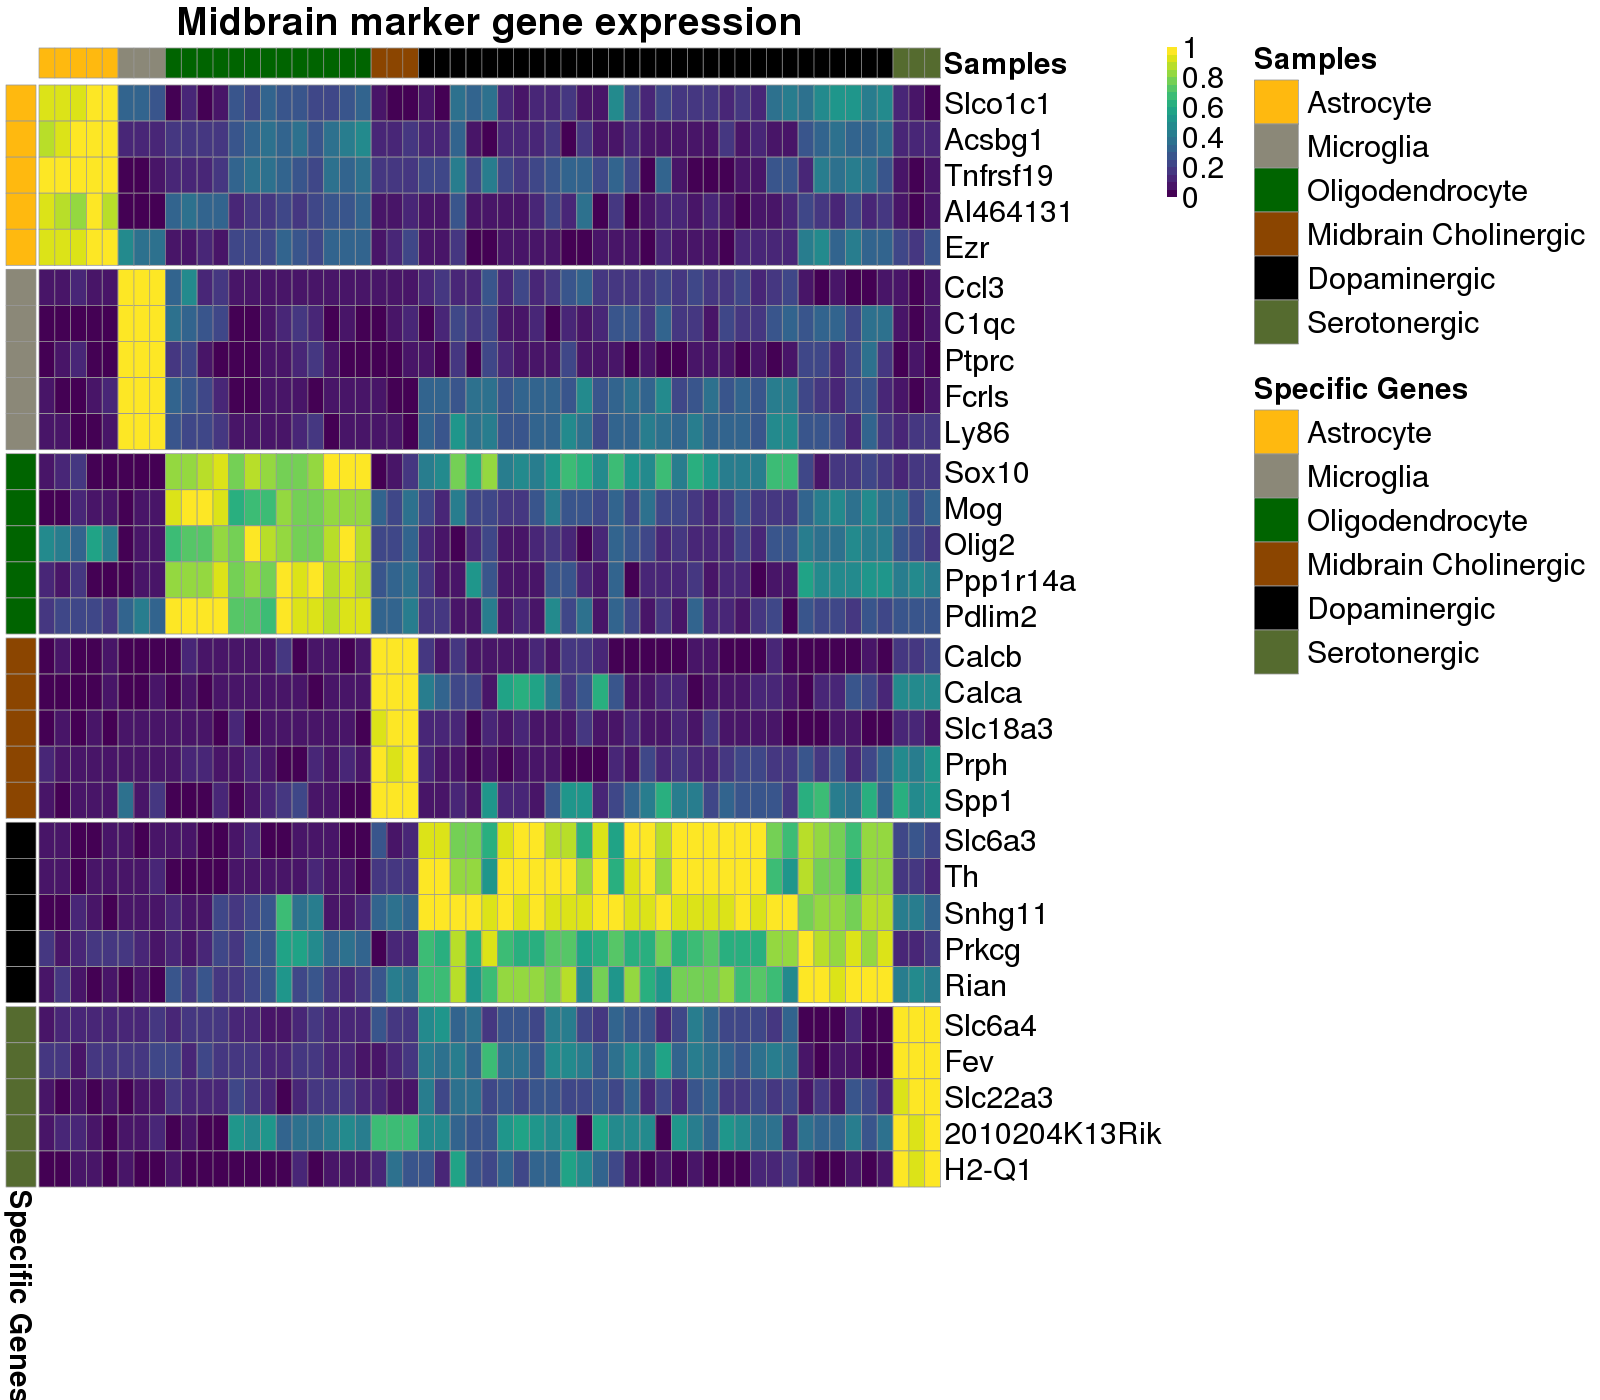 Midbrain marker gene expression
Samples
Slco1c1
Acsbg1
Tnfrsf19
AI464131
Ezr
Ccl3
C1qc
Ptprc
Fcrls
Ly86
Sox10
Mog
Olig2
Ppp1r14a
Pdlim2
Calcb
Calca
Slc18a3
Prph
Spp1
Slc6a3
Th
Snhg11
Prkcg
Rian
Slc6a4
Fev
Slc22a3
2010204K13Rik
H2-Q1
Specific Genes
1
0.8
0.6
0.4
0.2
0
Samples
Astrocyte
Microglia
Oligodendrocyte
Midbrain Cholinergic
Dopaminergic
Serotonergic
Specific Genes
Astrocyte
Microglia
Oligodendrocyte
Midbrain Cholinergic
Dopaminergic
Serotonergic